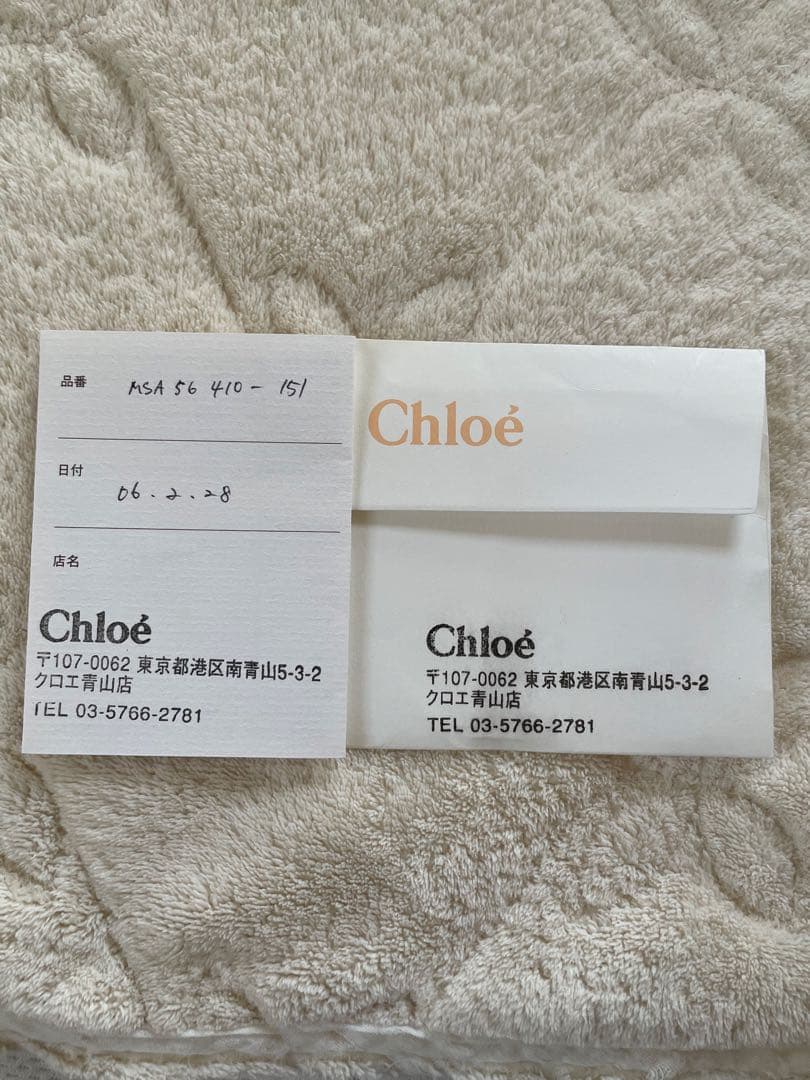 品番 MSA 56 410 - 151
日付
06.2.28
店名
Chloé
〒107-0062 東京都港区南青山5-3-2
クロエ青山店
TEL 03-5766-2781
Chloé
Chloé
〒107-0062 東京都港区南青山5-3-2
クロエ青山店
TEL 03-5766-2781